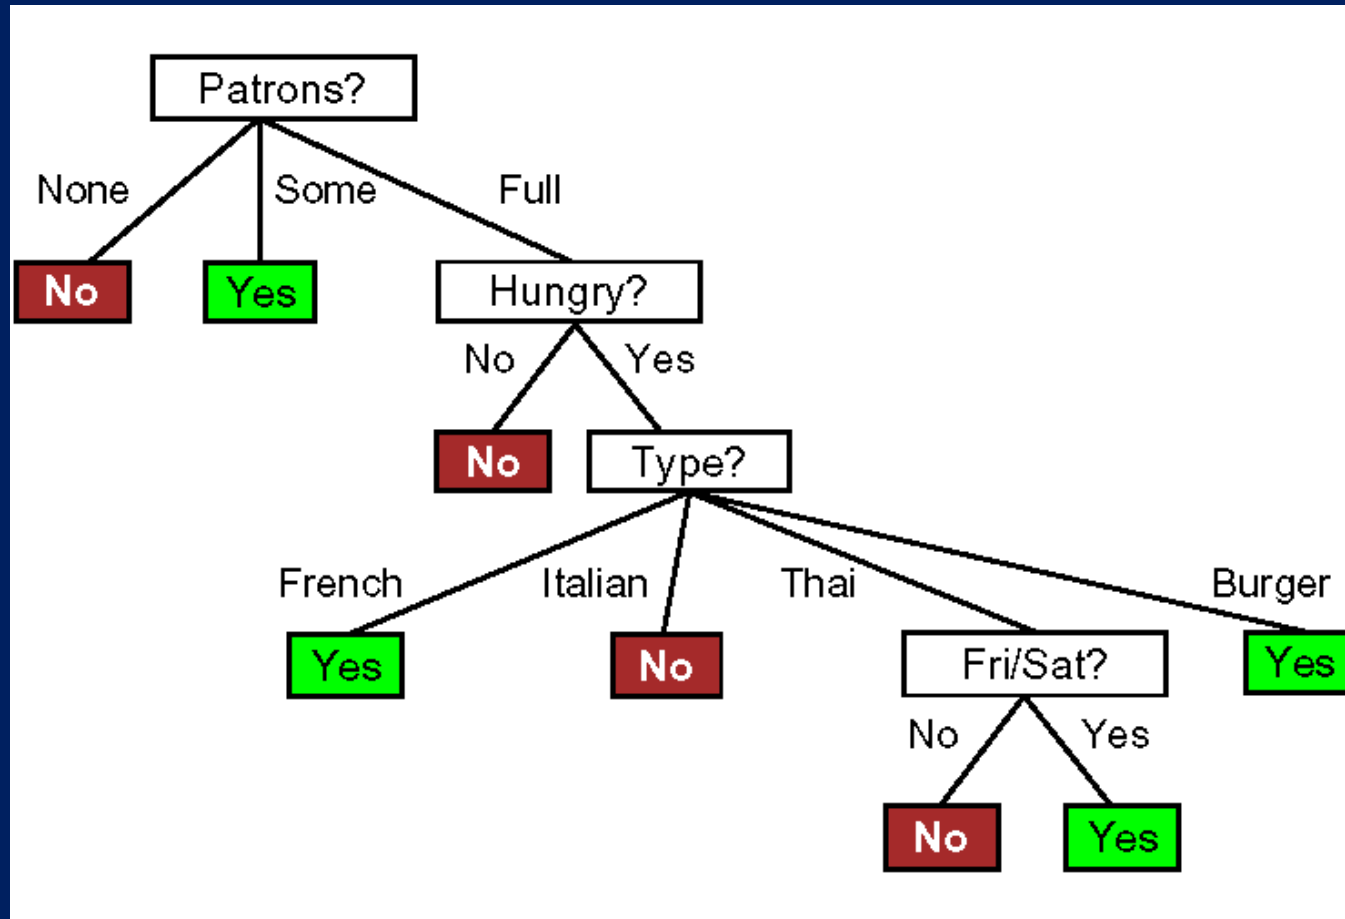 Patrons?
None Some Full
No Yes Hungry?
No Yes
No Type?
French Italian Thai Burger
Yes No Fri/Sat? Yes
No Yes
No Yes